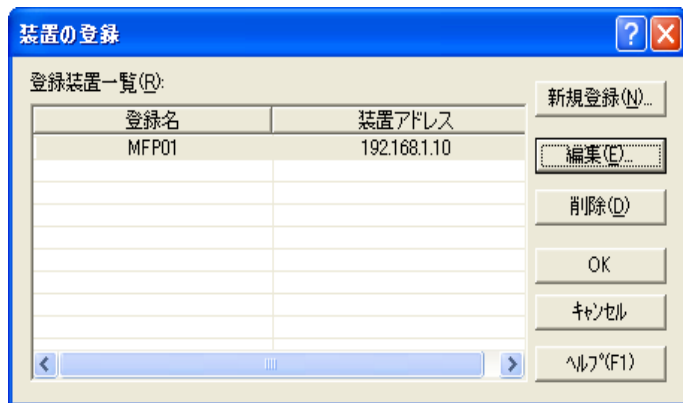 装置の登録
登録装置一覧(R):
登録名 装置アドレス
MFP01 192.168.1.10
新規登録(N)...
編集(E)...
削除(D)
OK
キャンセル
ヘルプ(F1)